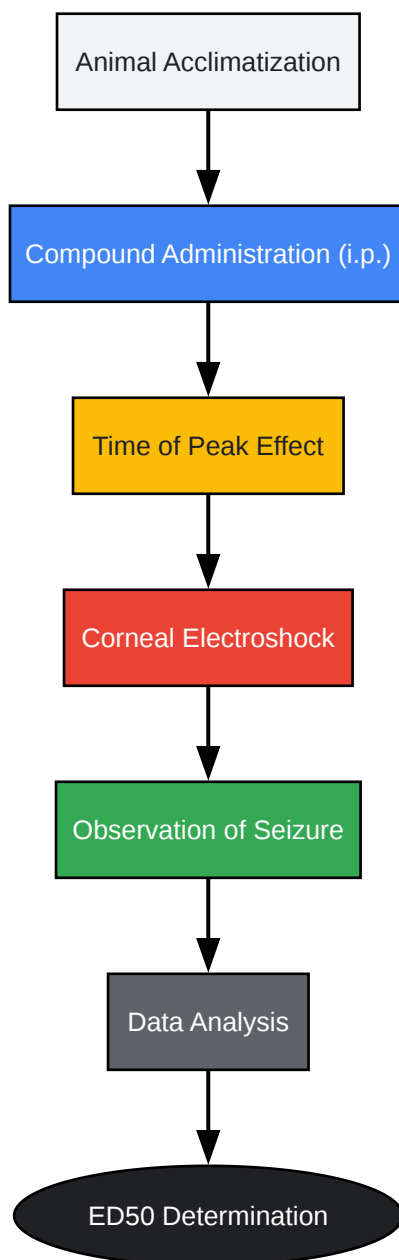 Animal Acclimatization
Compound Administration (i.p.)
Time of Peak Effect
Corneal Electroshock
Observation of Seizure
Data Analysis
ED50 Determination